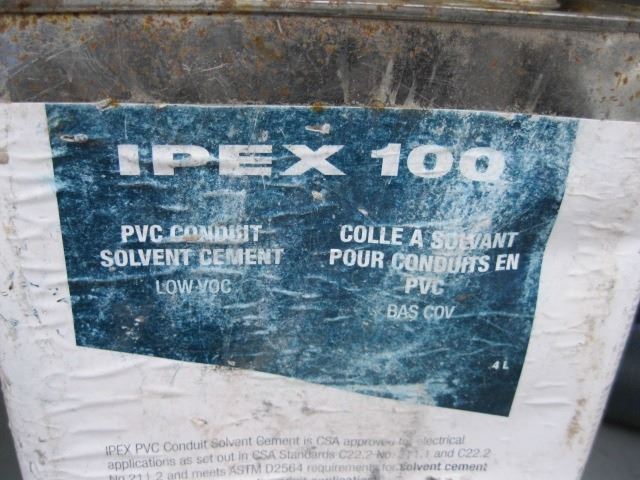 IPEX 100
PVC CONDUIT
SOLVENT CEMENT
LOW VOC
COLLE A SOLVANT
POUR CONDUITS EN
PVC
BAS COV
4 L
IPEX PVC Conduit Solvent Cement is CSA approved for electrical
applications as set out in CSA Standards C22.2 No. 211.1 and C22.2
No.211.2 and meets ASTM D2564 requirements for solvent cement